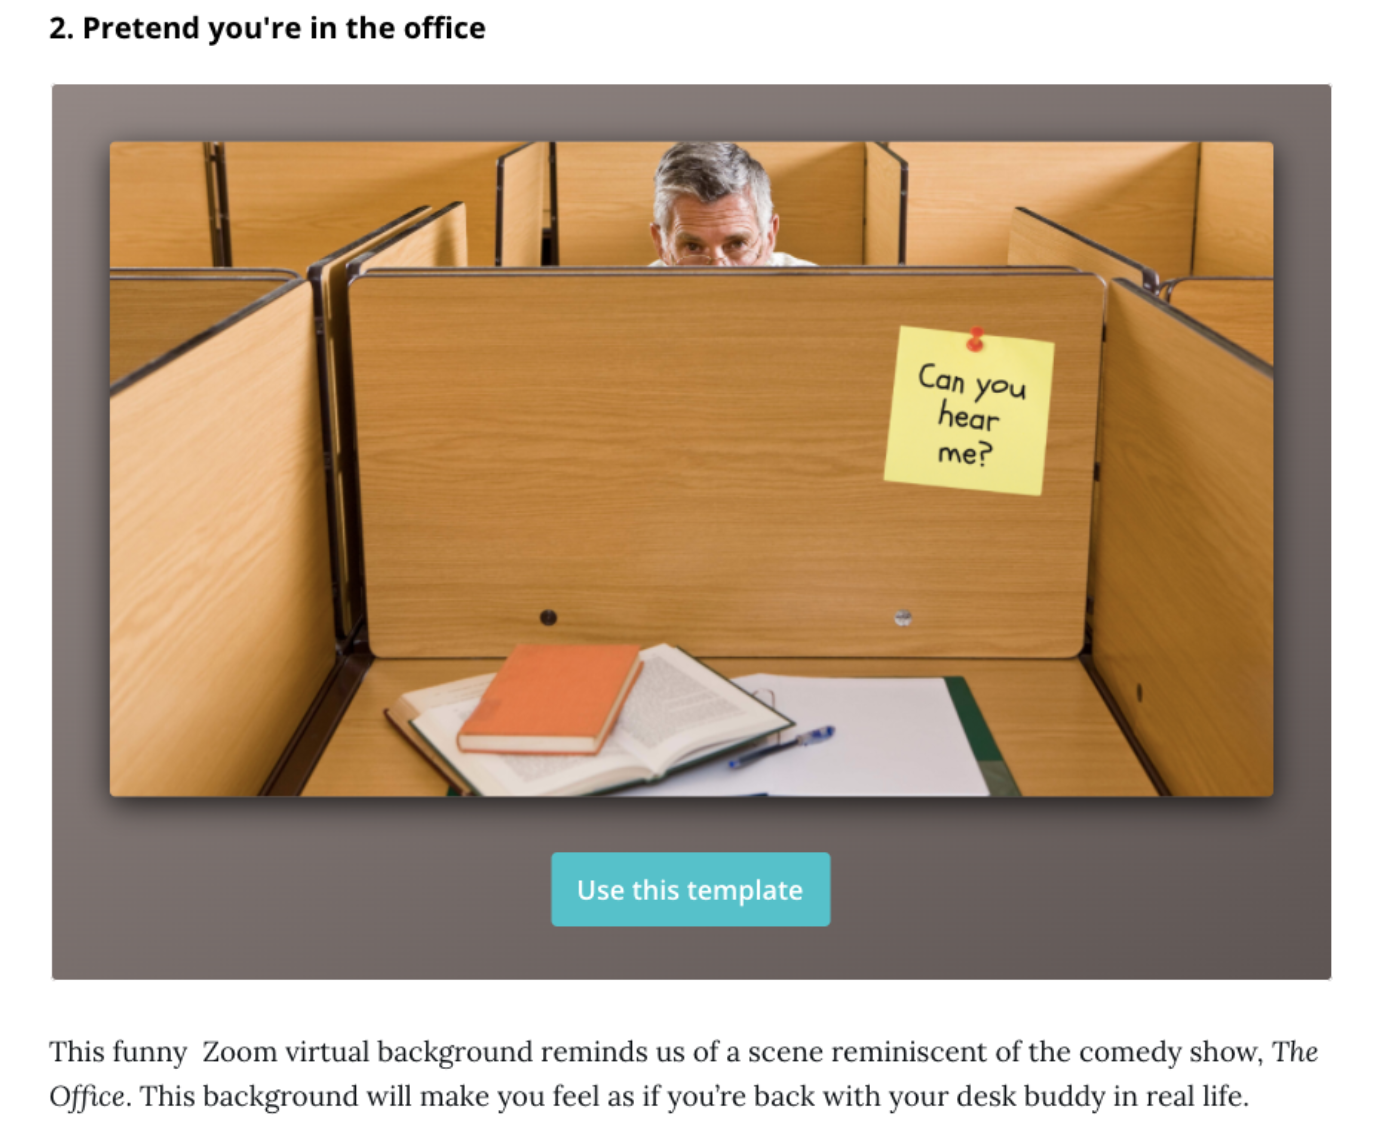 2. Pretend you're in the office
Can you
hear
me?
Use this template
This funny  Zoom virtual background reminds us of a scene reminiscent of the comedy show, The
Office. This background will make you feel as if you’re back with your desk buddy in real life.